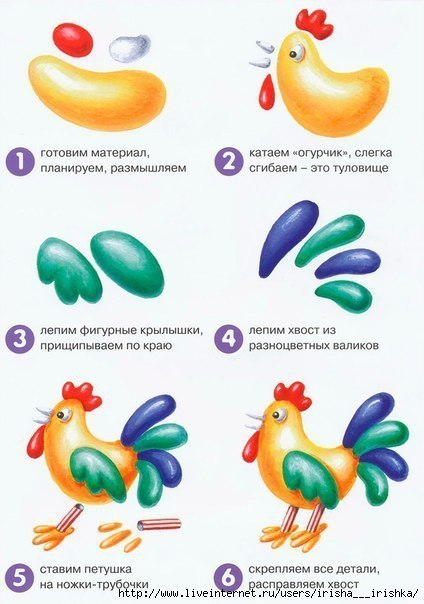 1 готовим материал,
планируем, размышляем
2 катаем «огурчик», слегка
сгибаем – это туловище
3 лепим фигурные крылышки,
прищипываем по краю
4 лепим хвост из
разноцветных валиков
5 ставим петушка
на ножки-трубочки
6 скрепляем все детали,
расправляем хвост
http://www.liveinternet.ru/users/irisha___irishka/